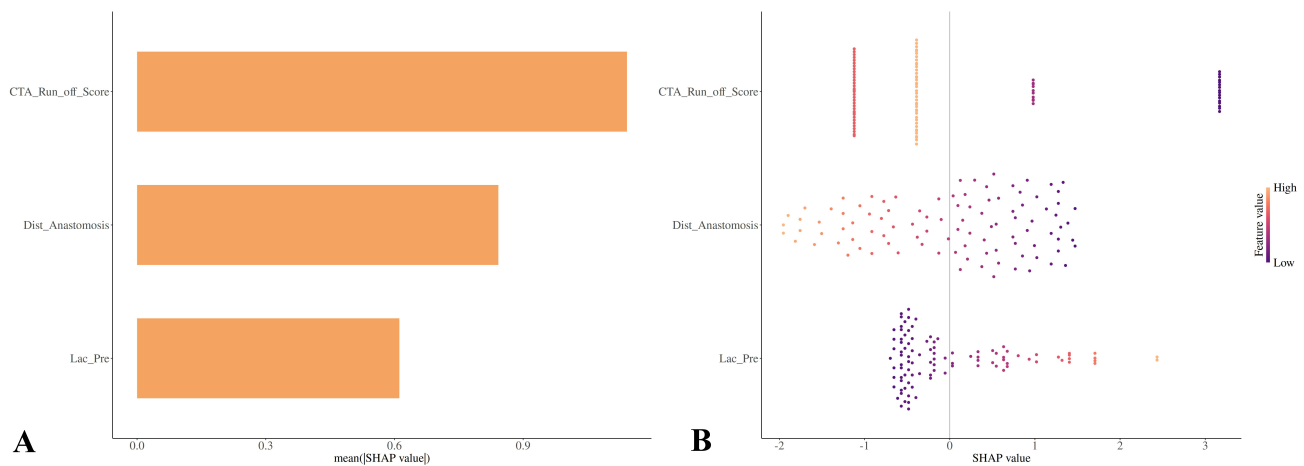 CTA_Run_off_Score
Dist_Anastomosis
Lac_Pre
0.0 0.3 0.6 0.9
mean(|SHAP value|)
A
CTA_Run_off_Score
Dist_Anastomosis
Lac_Pre
-2 -1 0 1 2 3
SHAP value
B
High
Feature value
Low